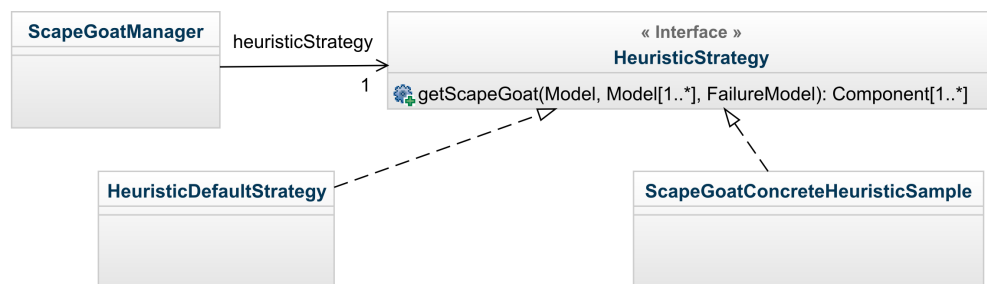 ScapeGoatManager
heuristicStrategy
1
« Interface »
HeuristicStrategy
getScapeGoat(Model, Model[1..*], FailureModel): Component[1..*]
HeuristicDefaultStrategy
ScapeGoatConcreteHeuristicSample